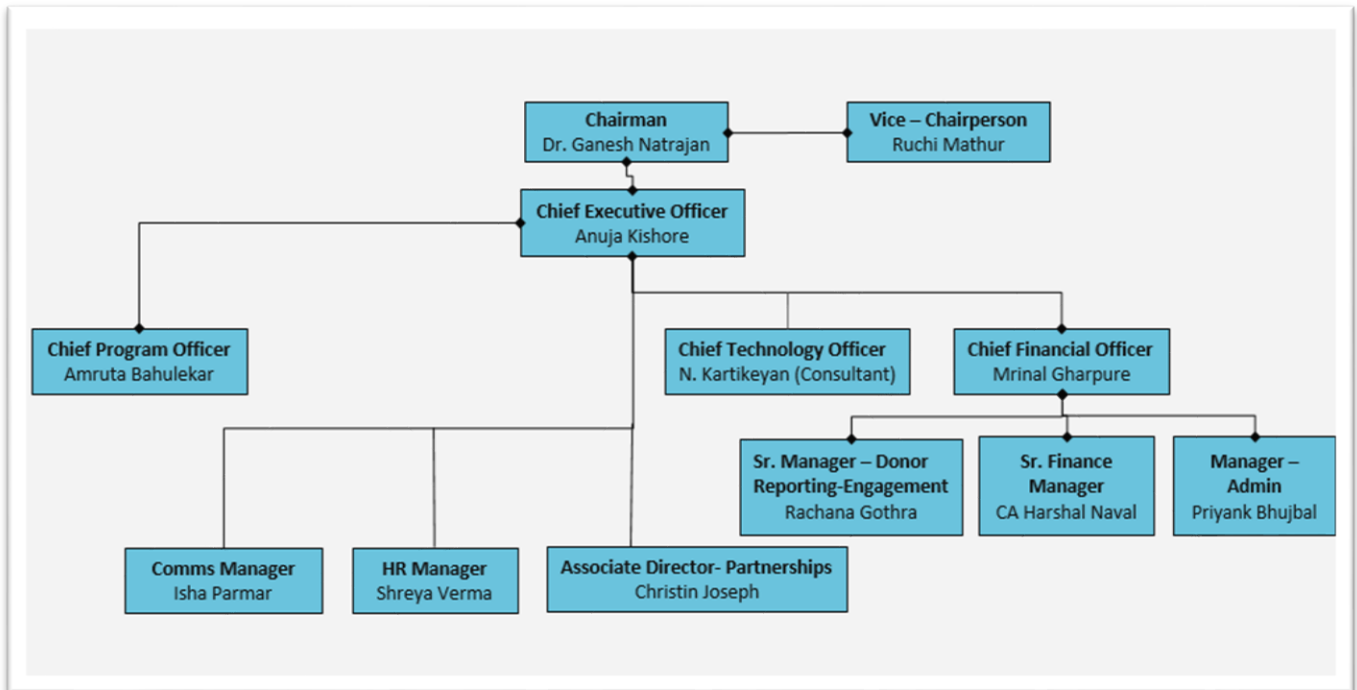 Chairman
Dr. Ganesh Natrajan
Vice – Chairperson
Ruchi Mathur
Chief Executive Officer
Anuja Kishore
Chief Program Officer
Amruta Bahulekar
Chief Technology Officer
N. Kartikeyan (Consultant)
Chief Financial Officer
Mrinal Gharpure
Sr. Manager – Donor
Reporting-Engagement
Rachana Gothra
Sr. Finance
Manager
CA Harshal Naval
Manager –
Admin
Priyank Bhujbal
Comms Manager
Isha Parmar
HR Manager
Shreya Verma
Associate Director- Partnerships
Christin Joseph